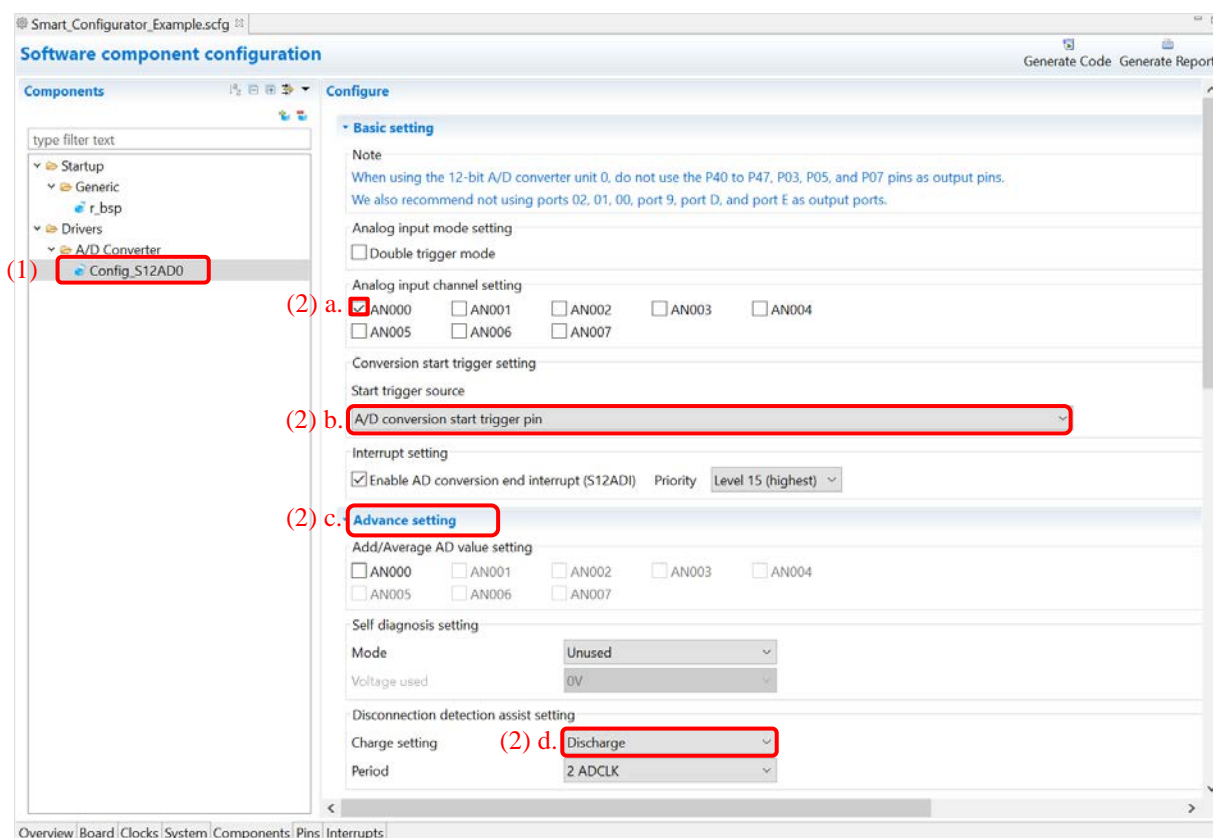 Smart_Configurator_Example.scfg
Software component configuration
Generate Code Generate Report
Components
Configure
type filter text
Startup
Generic
r_bsp
Drivers
A/D Converter
(1) Config_S12AD0
Basic setting
Note
When using the 12-bit A/D converter unit 0, do not use the P40 to P47, P03, P05, and P07 pins as output pins.
We also recommend not using ports 02, 01, 00, port 9, port D, and port E as output ports.
Analog input mode setting
Double trigger mode
Analog input channel setting
(2) a. AN000 AN001 AN002 AN003 AN004
AN005 AN006 AN007
Conversion start trigger setting
Start trigger source
(2) b. A/D conversion start trigger pin
Interrupt setting
Enable AD conversion end interrupt (S12ADI) Priority Level 15 (highest)
(2) c. Advance setting
Add/Average AD value setting
AN000 AN001 AN002 AN003 AN004
AN005 AN006 AN007
Self diagnosis setting
Mode Unused
Voltage used 0V
Disconnection detection assist setting
Charge setting (2) d. Discharge
Period 2 ADCLK
Overview Board Clocks System Components Pins Interrupts